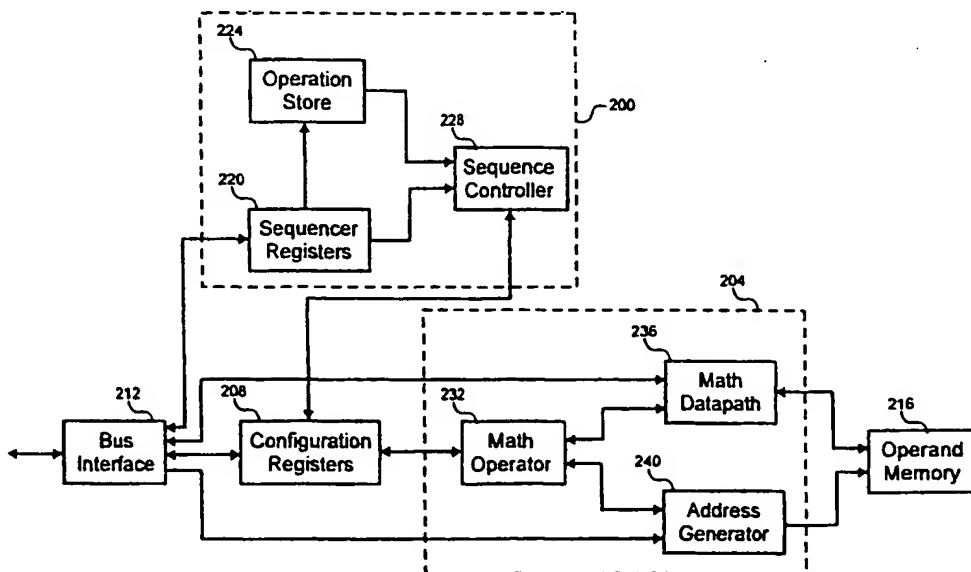 224
Operation
Store
200
228
Sequence
Controller
220
Sequencer
Registers
204
236
Math
Datapath
212
Bus
Interface
208
Configuration
Registers
232
Math
Operator
216
Operand
Memory
240
Address
Generator